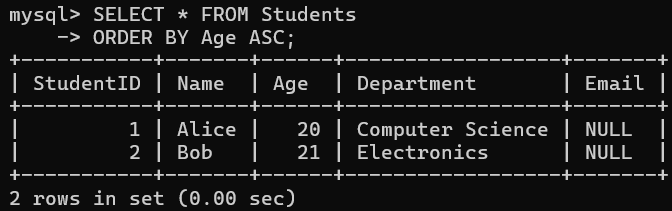 mysql> SELECT * FROM Students
    -> ORDER BY Age ASC;
+-----------+-------+------+------------------+-------+
| StudentID | Name  | Age  | Department       | Email |
+-----------+-------+------+------------------+-------+
|         1 | Alice |   20 | Computer Science | NULL  |
|         2 | Bob   |   21 | Electronics      | NULL  |
+-----------+-------+------+------------------+-------+
2 rows in set (0.00 sec)